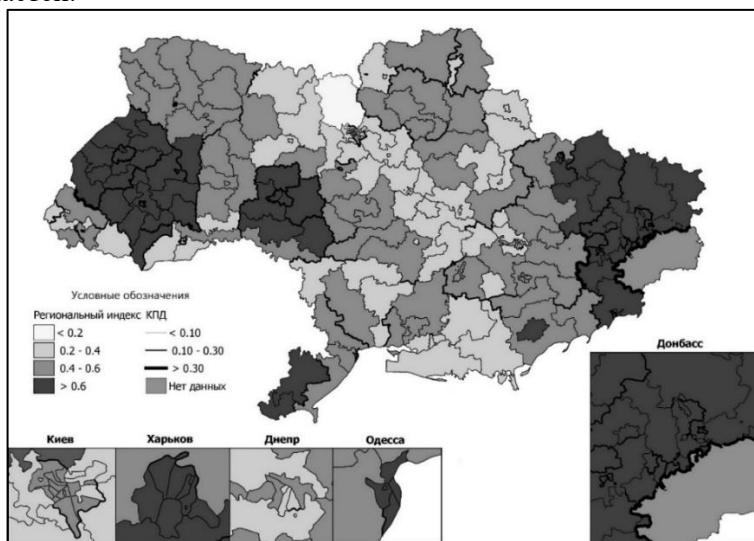 Условные обозначения
Региональный индекс КПД
< 0.2 < 0.10
0.2 - 0.4 0.10 - 0.30
0.4 - 0.6 > 0.30
> 0.6 Нет данных
Донбасс
Киев Харьков Днепр Одесса